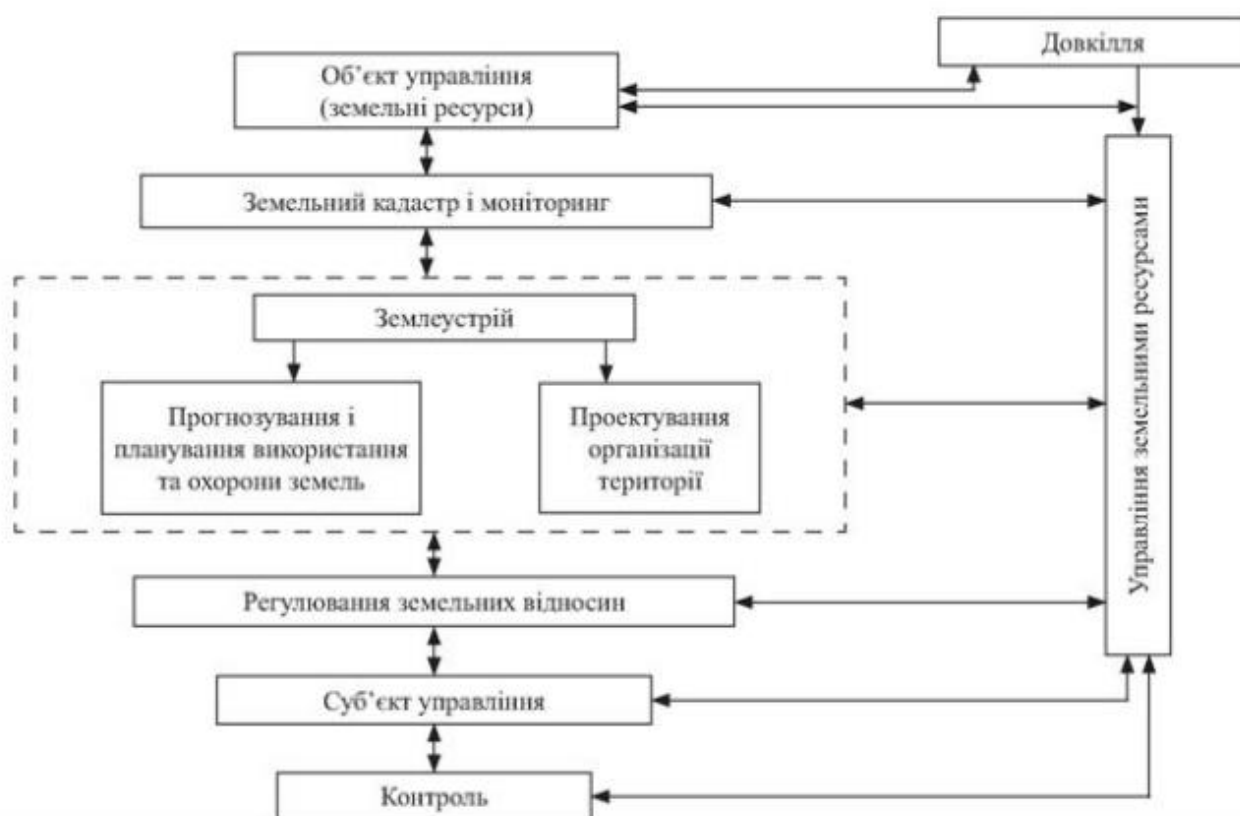 Довкілля
Об’єкт управління
(земельні ресурси)
Земельний кадастр і моніторинг
Землеустрій
Прогнозування і
планування використання
та охорони земель
Проектування
організації
території
Регулювання земельних відносин
Суб’єкт управління
Контроль
Управління земельними ресурсами